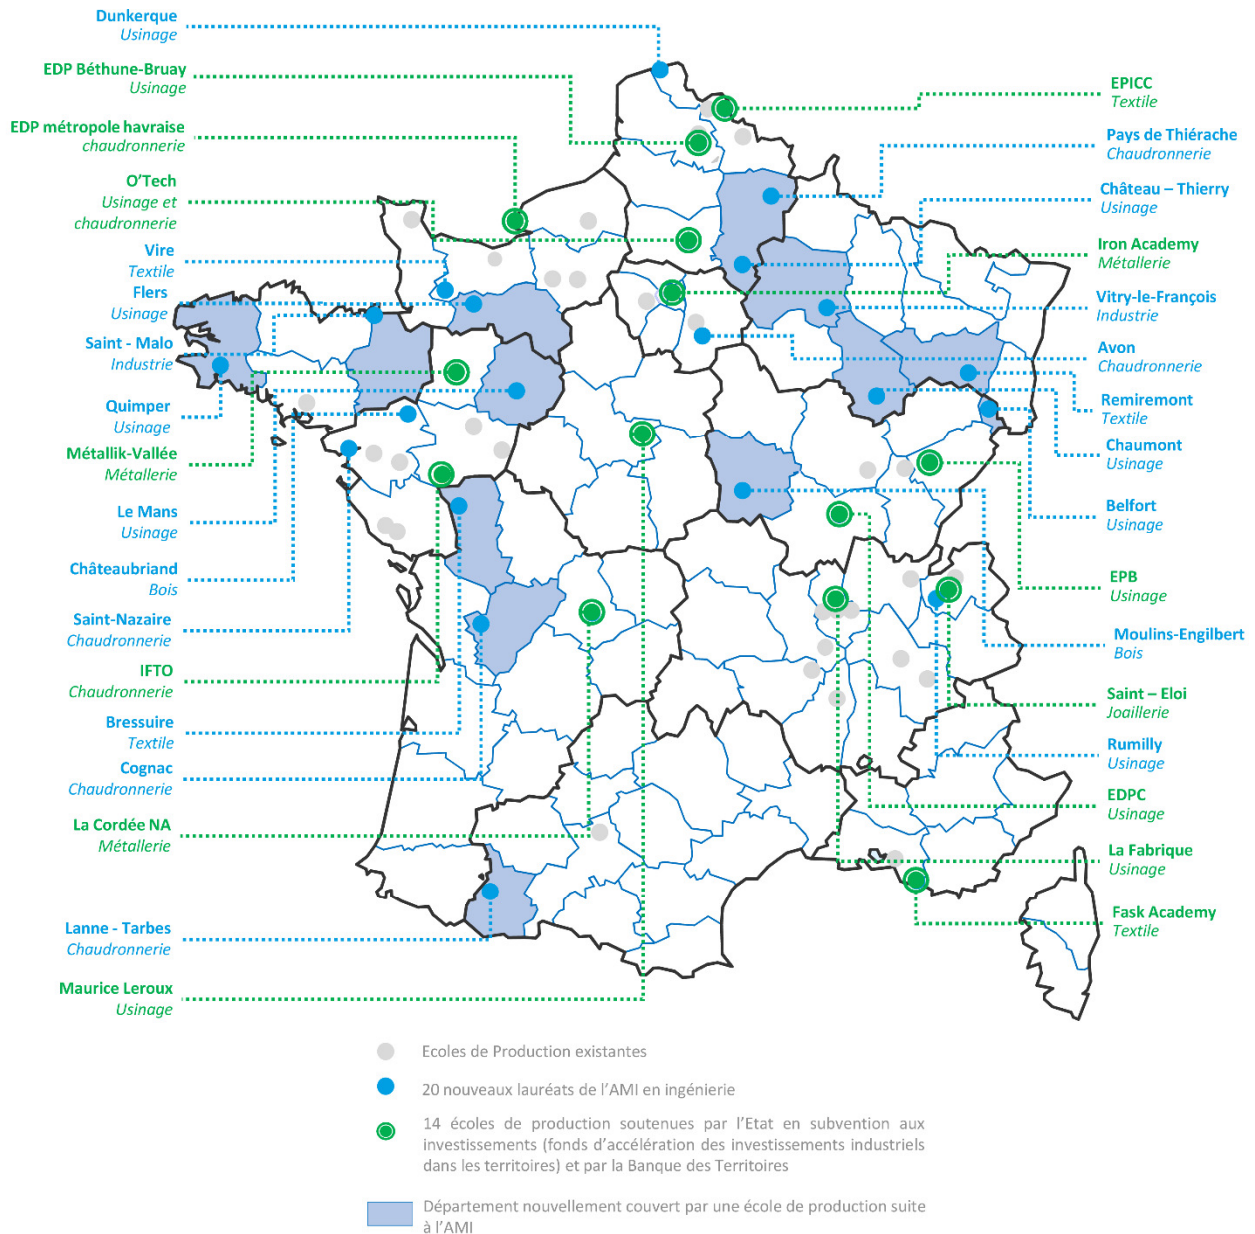 Dunkerque
Usinage
EDP Béthune-Bruay
Usinage
EDP métropole havraise
chaudronnerie
O'Tech
Usinage et
chaudronnerie
Vire
Textile
Flers
Usinage
Saint - Malo
Industrie
Quimper
Usinage
Métallik-Vallée
Métallerie
Le Mans
Usinage
Châteaubriand
Bois
Saint-Nazaire
Chaudronnerie
IFTO
Chaudronnerie
Bressuire
Textile
Cognac
Chaudronnerie
La Cordée NA
Métallerie
Lanne - Tarbes
Chaudronnerie
Maurice Leroux
Usinage
EPICC
Textile
Pays de Thiérache
Chaudronnerie
Château – Thierry
Usinage
Iron Academy
Métallerie
Vitry-le-François
Industrie
Avon
Chaudronnerie
Remiremont
Textile
Chaumont
Usinage
Belfort
Usinage
EPB
Usinage
Moulins-Engilbert
Bois
Saint – Eloi
Joaillerie
Rumilly
Usinage
EDPC
Usinage
La Fabrique
Usinage
Fask Academy
Textile
Ecoles de Production existantes
20 nouveaux lauréats de l'AMI en ingénierie
14 écoles de production soutenues par l'Etat en subvention aux
investissements (fonds d'accélération des investissements industriels
dans les territoires) et par la Banque des Territoires
Département nouvellement couvert par une école de production suite
à l'AMI